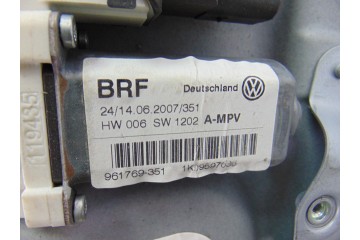 BRF Deutschland
24/14.06.2007/351
HW 006 SW 1202 A-MPV
961769-351
119435